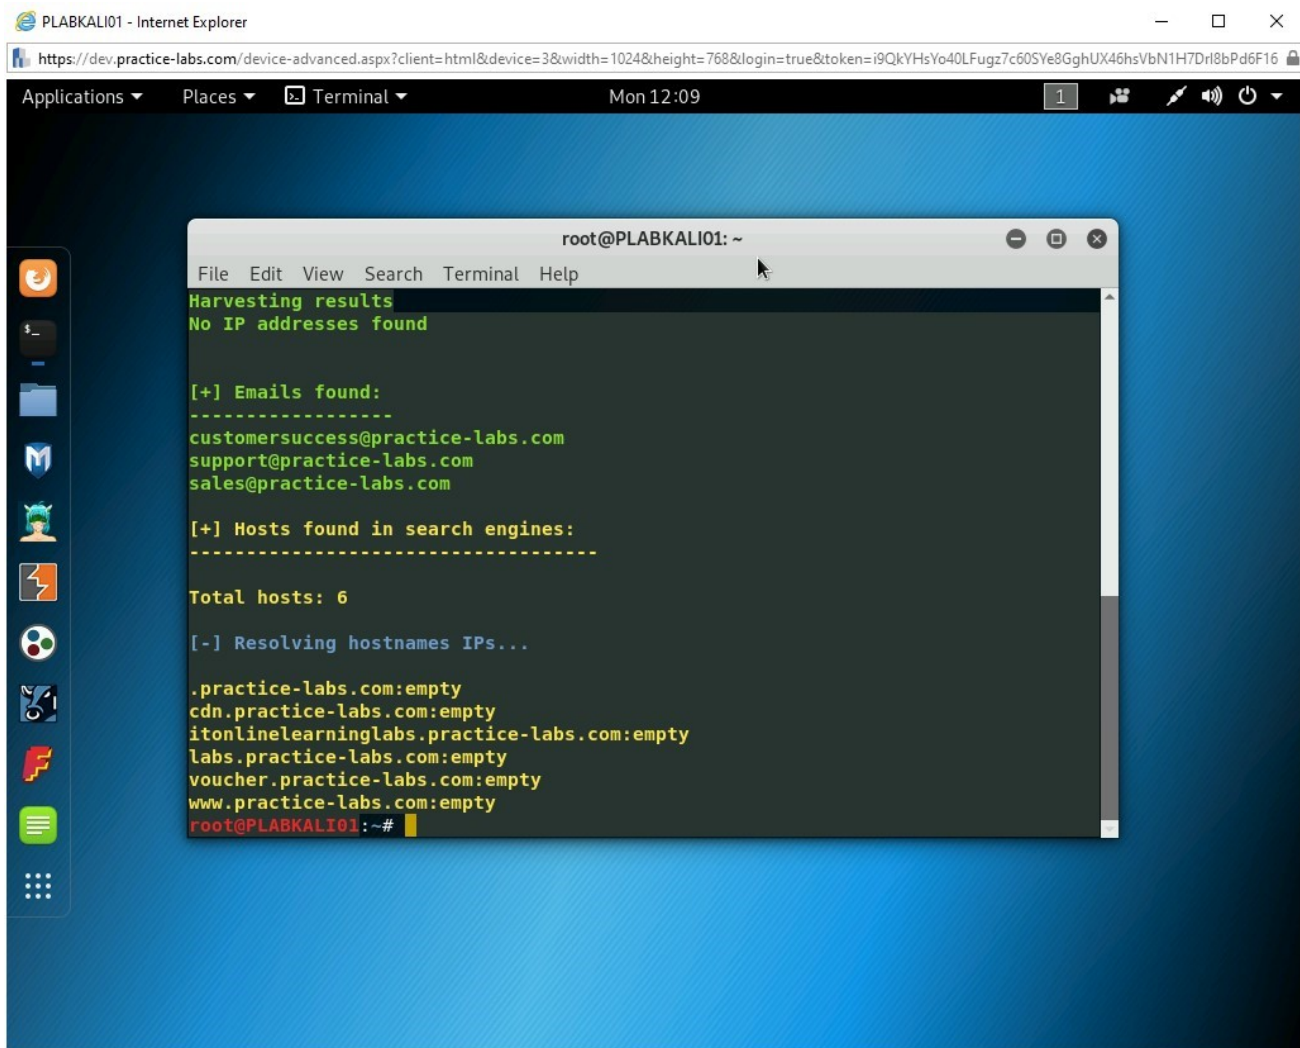 PLABKALI01 - Internet Explorer
https://dev.practice-labs.com/device-advanced.aspx?client=html&device=3&width=1024&height=768&login=true&token=i9QkYHsYo40LFugz7c60SYe8GghUX46hsVbN1H7DrI8bPd6F16
Applications Places Terminal Mon 12:09 1
root@PLABKALI01: ~
File Edit View Search Terminal Help
Harvesting results
No IP addresses found
[+] Emails found:
------------------
customersuccess@practice-labs.com
support@practice-labs.com
sales@practice-labs.com
[+] Hosts found in search engines:
------------------------------------
Total hosts: 6
[-] Resolving hostnames IPs...
.practice-labs.com:empty
cdn.practice-labs.com:empty
itonlinelearninglabs.practice-labs.com:empty
labs.practice-labs.com:empty
voucher.practice-labs.com:empty
www.practice-labs.com:empty
root@PLABKALI01:~#